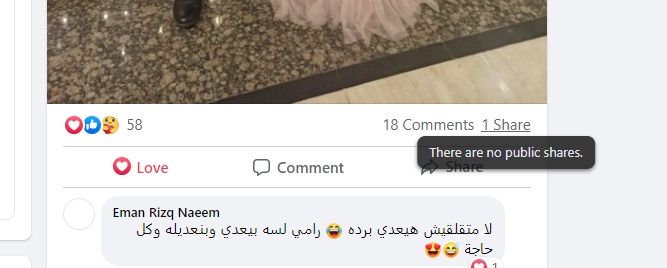 58
18 Comments 1 Share
There are no public shares.
Love Comment Share
Eman Rizq Naeem
لا متقلقيش هيعدي برده 😂 رامي لسه بيعدي وبنعديله وكل
حاجة 😅😍
1